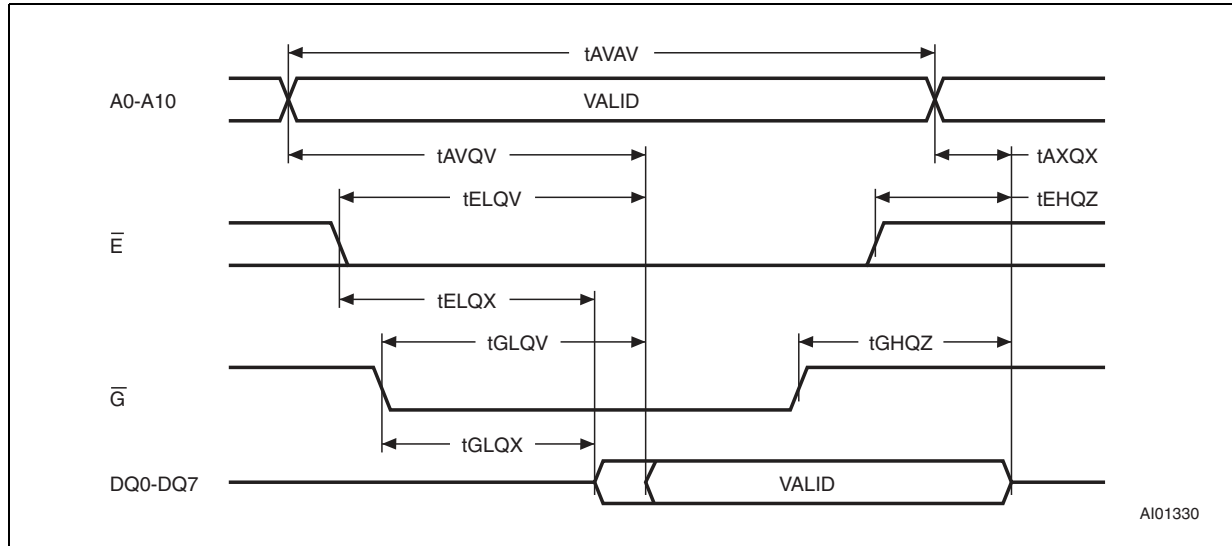 tAVAV
A0-A10
VALID
tAVQV
tAXQX
tELQV
tEHQZ
E̅
tELQX
tGLQV
tGHQZ
G̅
tGLQX
DQ0-DQ7
VALID
AI01330